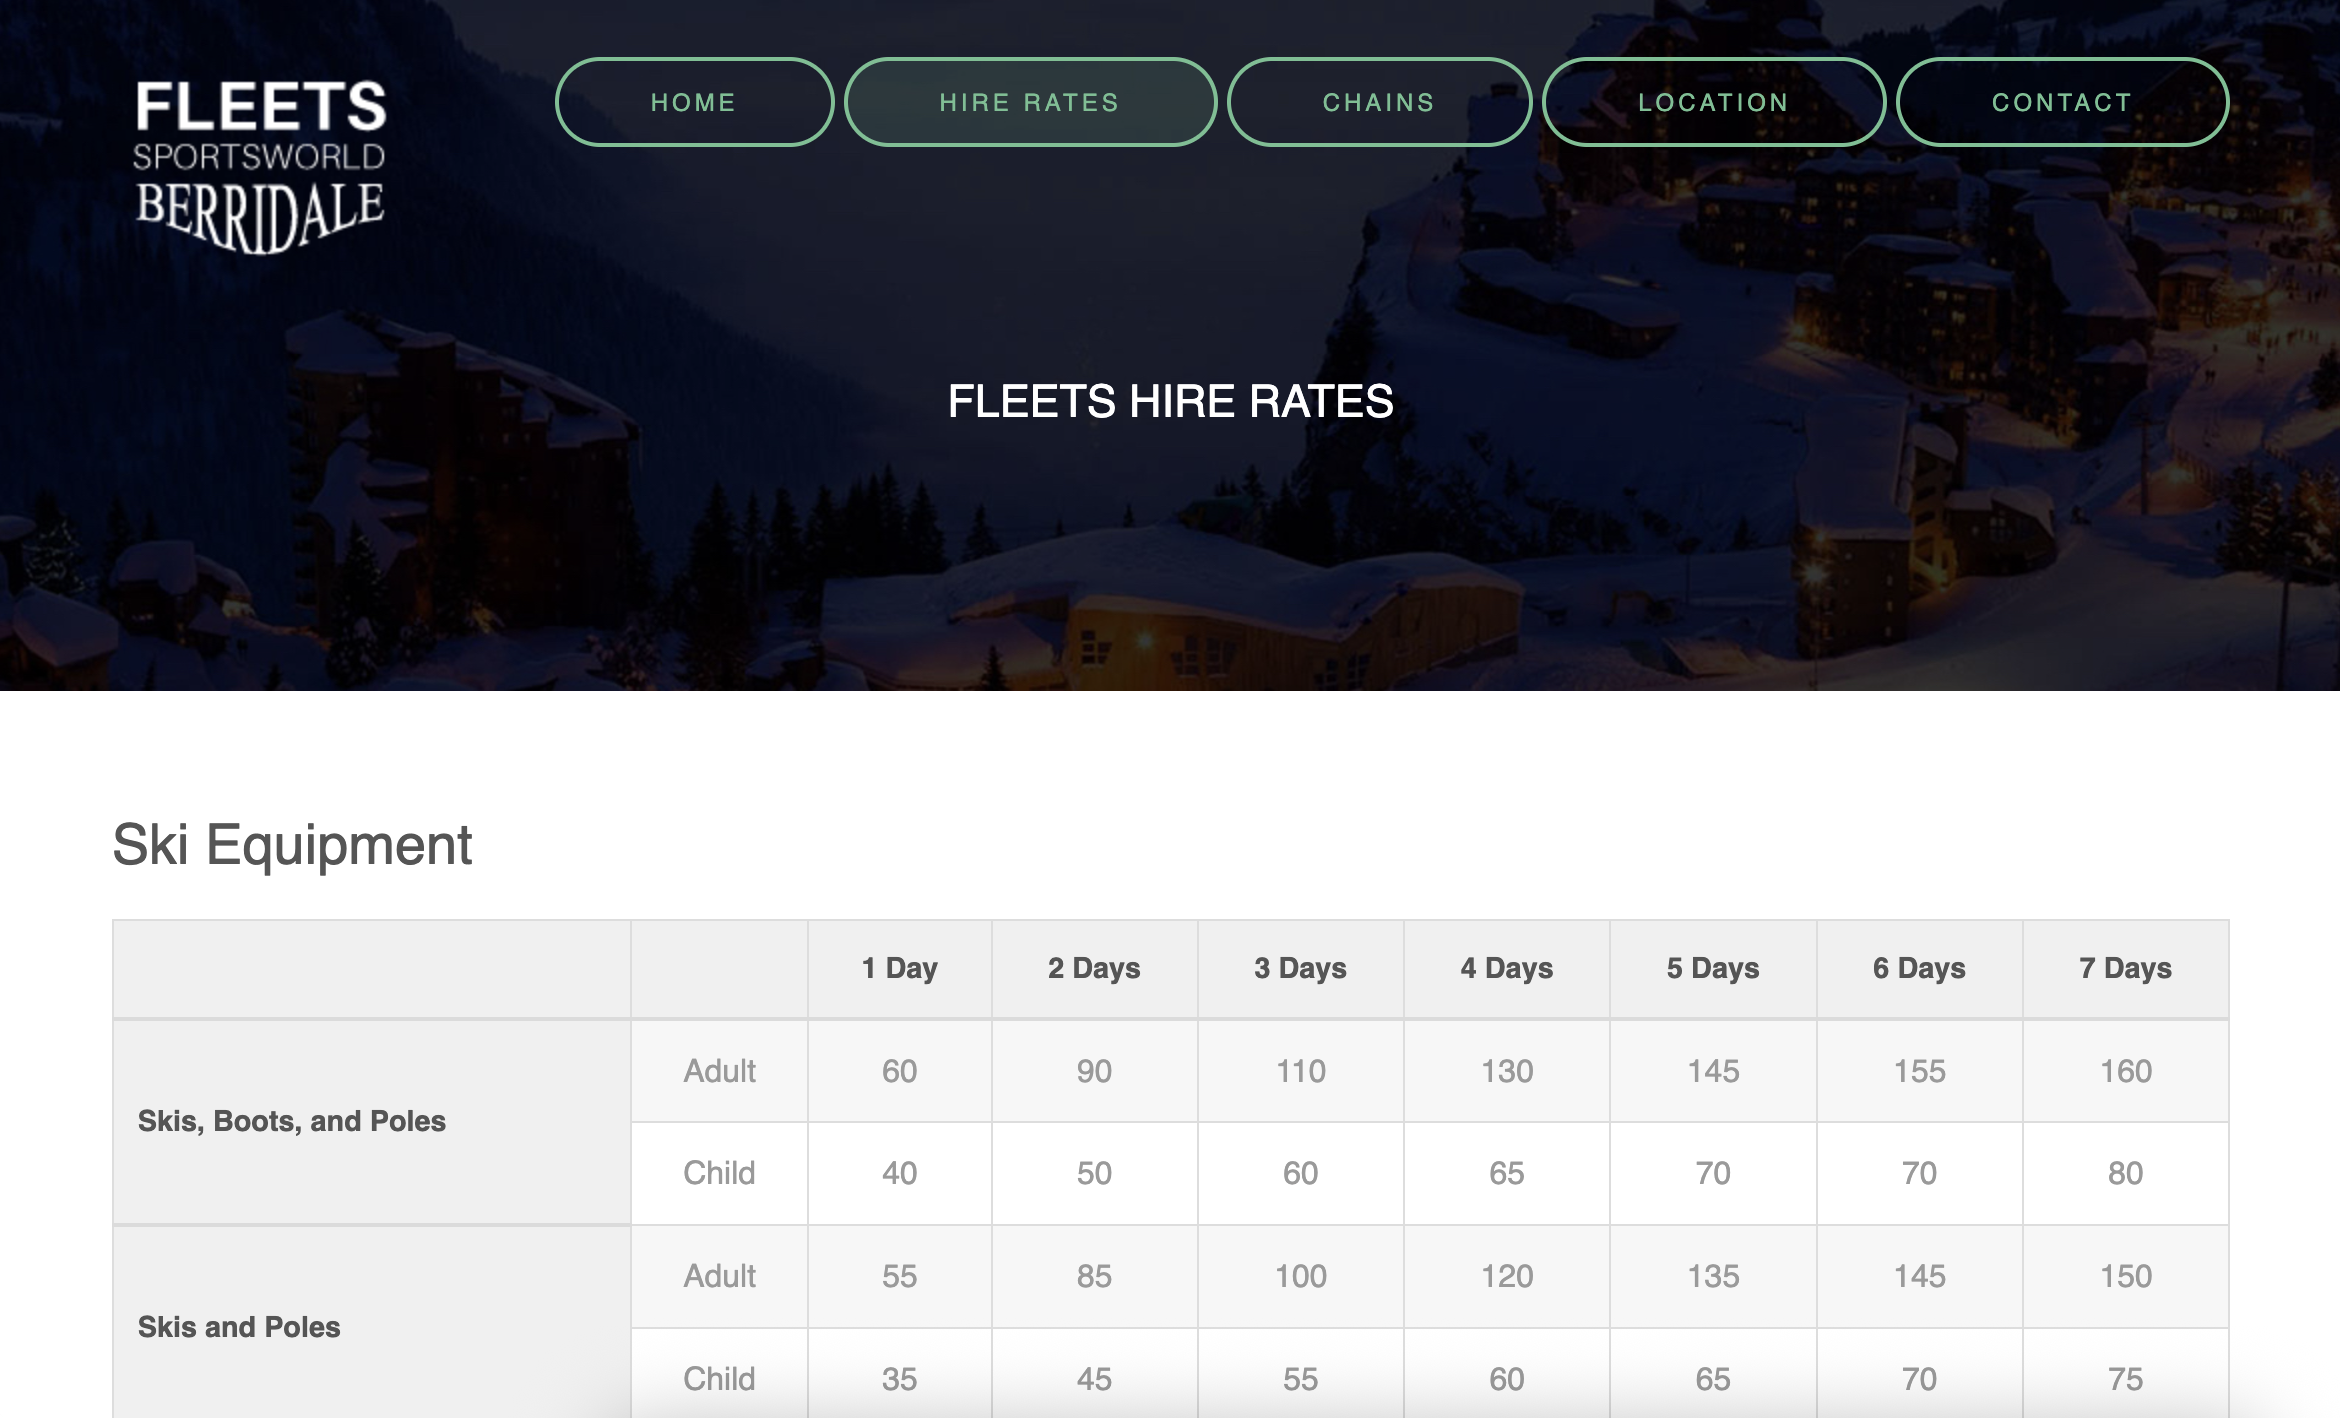 FLEETS
SPORTSWORLD
BERRIDALE
HOME HIRE RATES CHAINS LOCATION CONTACT
FLEETS HIRE RATES
Ski Equipment
1 Day 2 Days 3 Days 4 Days 5 Days 6 Days 7 Days
Skis, Boots, and Poles
Adult 60 90 110 130 145 155 160
Child 40 50 60 65 70 70 80
Skis and Poles
Adult 55 85 100 120 135 145 150
Child 35 45 55 60 65 70 75